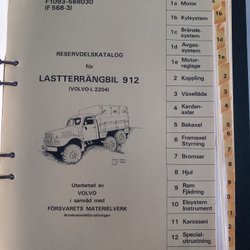 F1093-568030
(F 568-3)
RESERVDELSKATALOG
för
LASTTERRÄNGBIL 912
(VOLVO-L 2204)
Utarbetad av
VOLVO
i samråd med
FÖRSVARETS MATERIELVERK
Armématerielförvaltningen
1a Motor
1b Kylsystem
1c Bränsle-
system
1d Avgas-
system
1e Motor-
reglage
2 Koppling
3 Växellåda
4 Kardan-
axlar
5 Bakaxel
6 Framaxel
Styrning
7 Bromsar
8 Hjul
9 Ram
Fjädring
10 Elsystem
Instrument
11 Karosseri
12 Special-
utrustning